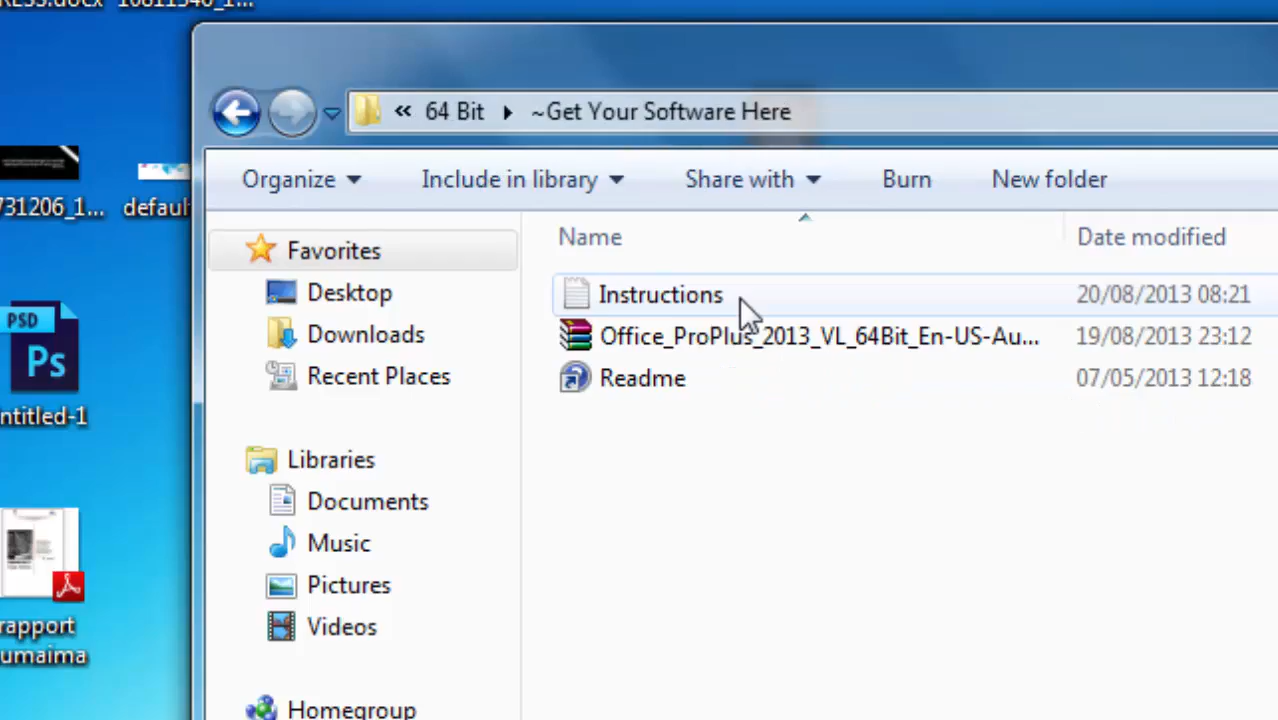 64 Bit ~Get Your Software Here
Organize Include in library Share with Burn New folder
Name Date modified
Instructions 20/08/2013 08:21
Office_ProPlus_2013_VL_64Bit_En-US-Au... 19/08/2013 23:12
Readme 07/05/2013 12:18
Favorites
Desktop
Downloads
Recent Places
Libraries
Documents
Music
Pictures
Videos
Homegroup
731206_1...
default
PSD
Ps
ntitled-1
rapport
umaima